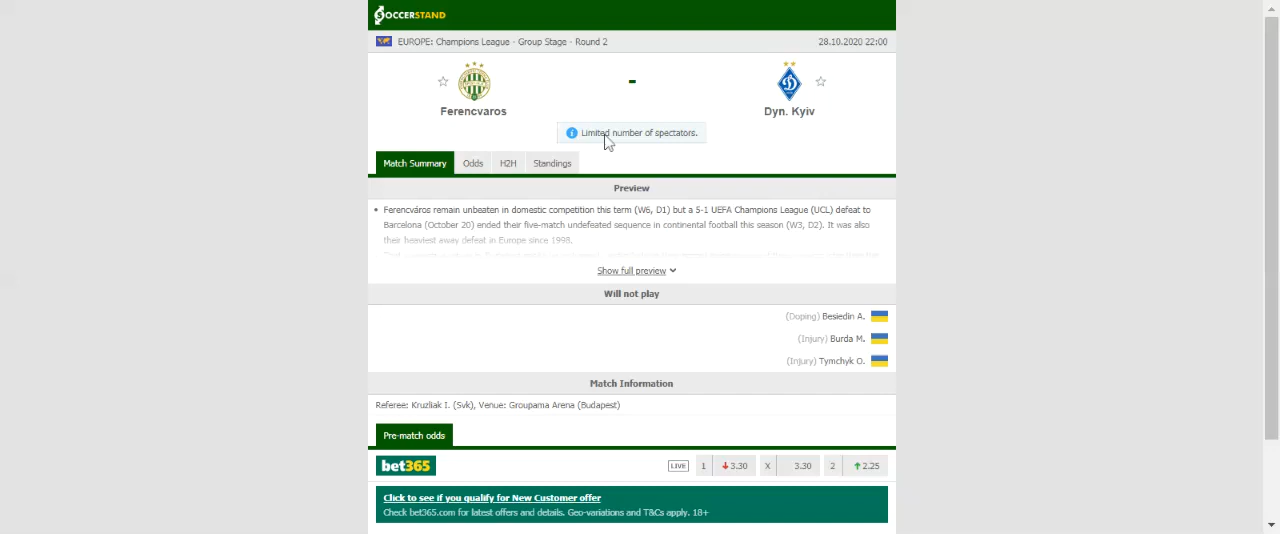 SOCCERSTAND
EUROPE: Champions League - Group Stage - Round 2
28.10.2020 22:00
-
Ferencvaros
Dyn. Kyiv
Limited number of spectators.
Match Summary
Odds
H2H
Standings
Preview
Ferencváros remain unbeaten in domestic competition this term (W6, D1) but a 5-1 UEFA Champions League (UCL) defeat to
Barcelona (October 20) ended their five-match undefeated sequence in continental football this season (W3, D2). It was also
their heaviest away defeat in Europe since 1998.
Show full preview
Will not play
(Doping) Besiedin A.
(Injury) Burda M.
(Injury) Tymchyk O.
Match Information
Referee: Kruzliak I. (Svk), Venue: Groupama Arena (Budapest)
Pre-match odds
bet365
LIVE
1
3.30
X
3.30
2
2.25
Click to see if you qualify for New Customer offer
Check bet365.com for latest offers and details. Geo-variations and T&Cs apply. 18+